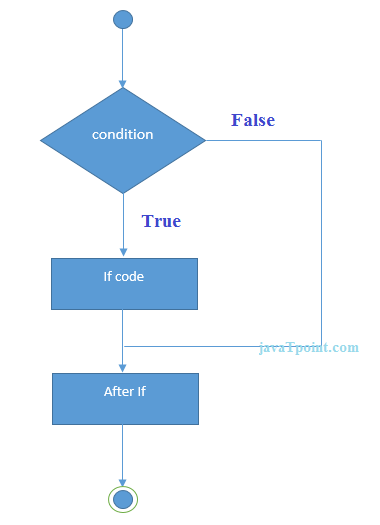 condition
False
True
If code
javaTpoint.com
After If